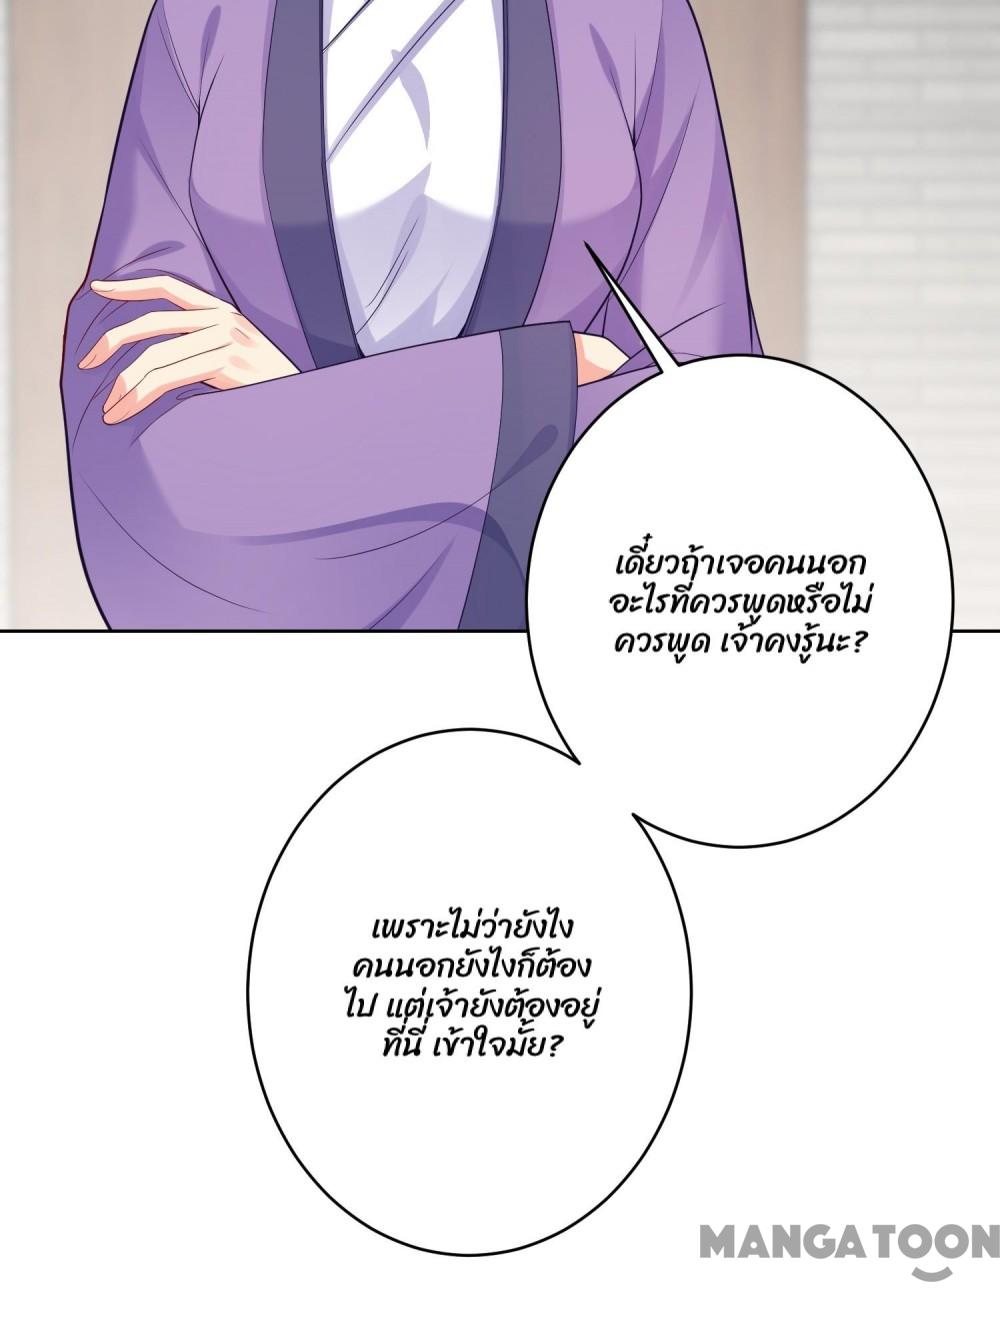 เดี๋ยวถ้าเจอคนนอก
อะไรที่ควรพูดหรือไม่
ควรพูด เจ้าคงรู้นะ?
เพราะไม่ว่ายังไง
คนนอกยังไงก็ต้อง
ไป แต่เจ้ายังต้องอยู่
ที่นี่ เข้าใจมั้ย?
MANGATOON